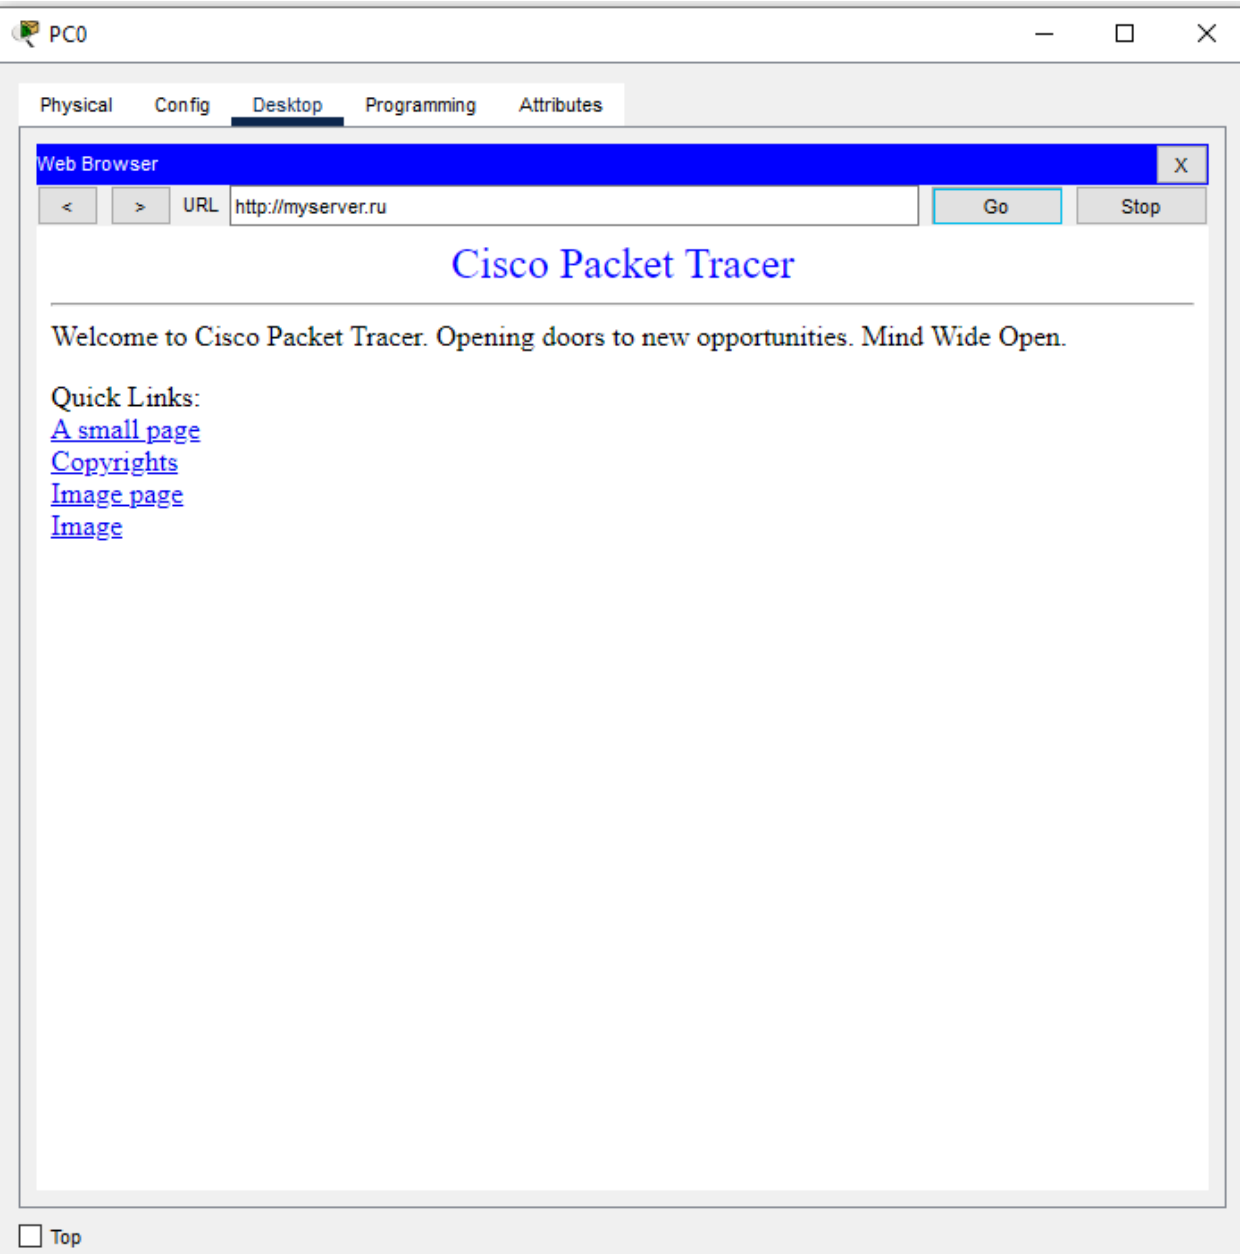 PC0
Physical Config Desktop Programming Attributes
Web Browser X
< > URL http://myserver.ru Go Stop
Cisco Packet Tracer
Welcome to Cisco Packet Tracer. Opening doors to new opportunities. Mind Wide Open.
Quick Links:
A small page
Copyrights
Image page
Image
Top